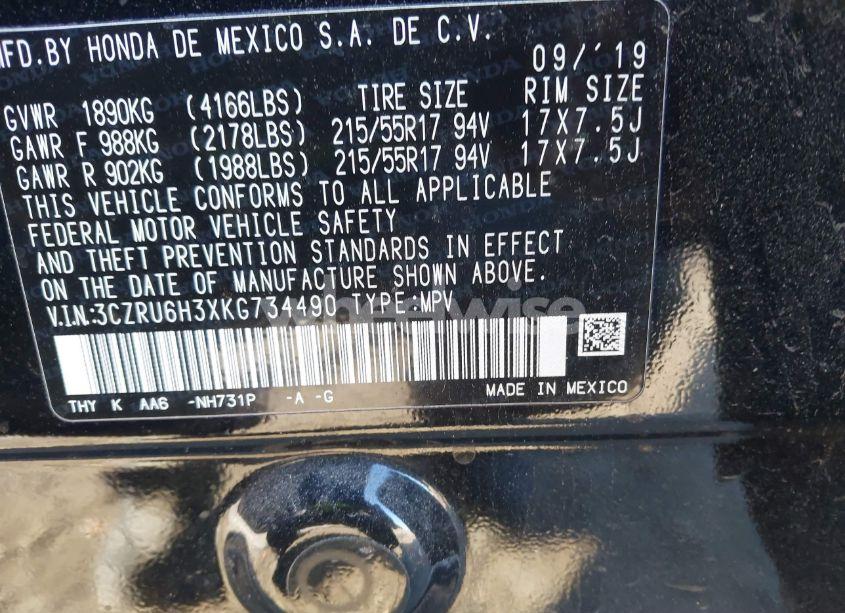 MFD.BY HONDA DE MEXICO S.A. DE C.V.
09/'19
GVWR 1890KG (4166LBS) TIRE SIZE RIM SIZE
GAWR F 988KG (2178LBS) 215/55R17 94V 17X7.5J
GAWR R 902KG (1988LBS) 215/55R17 94V 17X7.5J
THIS VEHICLE CONFORMS TO ALL APPLICABLE
FEDERAL MOTOR VEHICLE SAFETY
AND THEFT PREVENTION STANDARDS IN EFFECT
ON THE DATE OF MANUFACTURE SHOWN ABOVE.
V.I.N:3CZRU6H3XKG734490 TYPE:MPV
wheelwise
THY K AA6 -NH731P -A -G MADE IN MEXICO